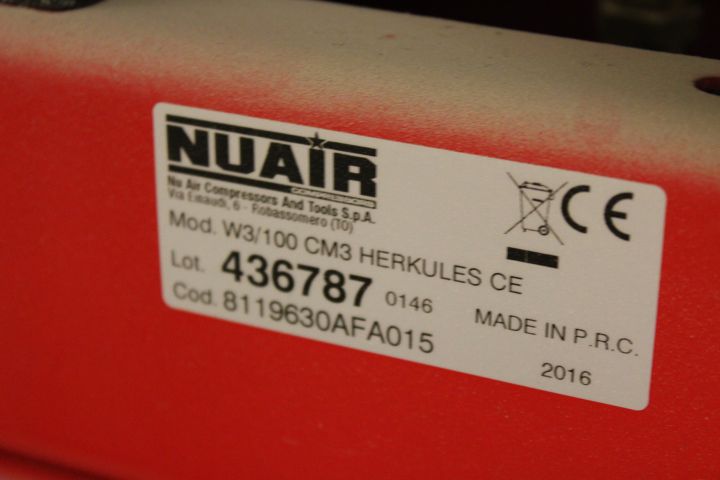 NUAIR
COMPRESSORS
Nu Air Compressors And Tools S.p.A.
Via Einaudi, 6 - Robassomero (TO)
CE
Mod. W3/100 CM3 HERKULES CE
Lot. 436787 0146
MADE IN P.R.C.
Cod. 8119630AFA015
2016